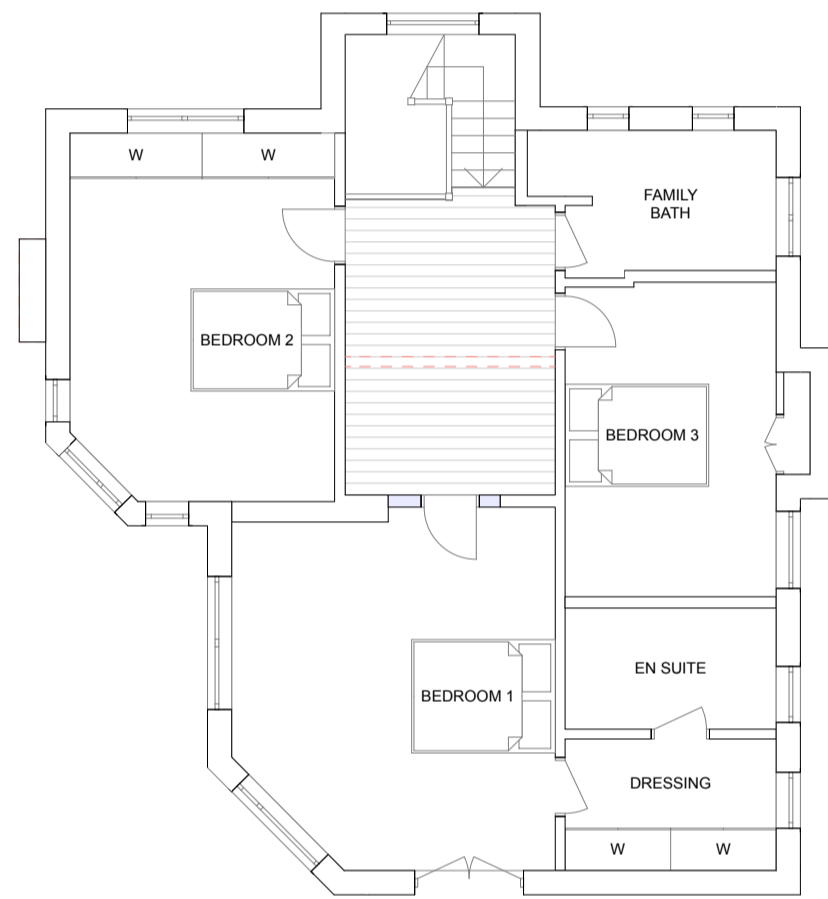 W
W
FAMILY
BATH
BEDROOM 2
BEDROOM 3
EN SUITE
BEDROOM 1
DRESSING
W
W